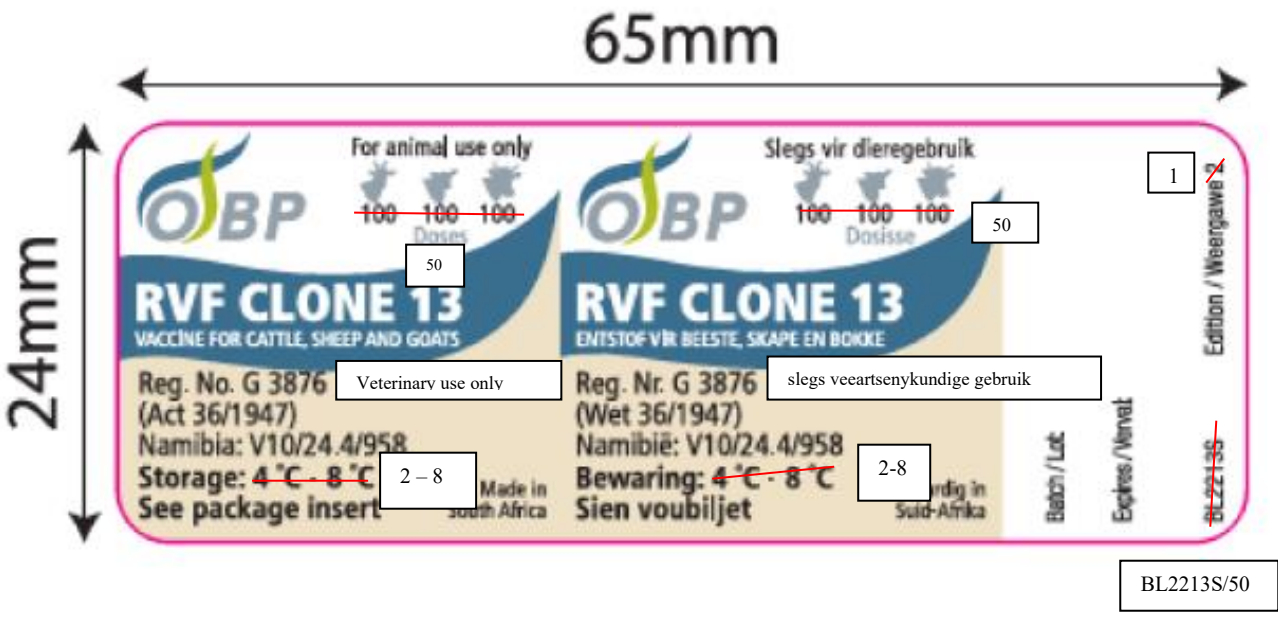 65mm
24mm
OBP
For animal use only
100 100 100
Doses
50
RVF CLONE 13
VACCINE FOR CATTLE, SHEEP AND GOATS
Reg. No. G 3876
Veterinary use only
(Act 36/1947)
Namibia: V10/24.4/958
Storage: 4 °C - 8 °C
2 – 8
See package insert
Made in
South Africa
OBP
Slegs vir dieregebruik
100 100 100
Dosisse
50
RVF CLONE 13
ENTSTOF VIR BEESTE, SKAPE EN BOKKE
Reg. Nr. G 3876
slegs veeartsenykundige gebruik
(Wet 36/1947)
Namibië: V10/24.4/958
Bewaring: 4 °C - 8 °C
2-8
Sien voubiljet
in
Suid-Afrika
Batch / Lot:
Expires / Verval:
Edition / Weergawe 2
1
BL2213S
BL2213S/50